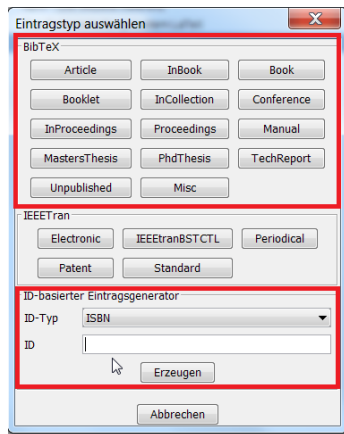 Eintragstyp auswählen
BibTeX
Article InBook Book
Booklet InCollection Conference
InProceedings Proceedings Manual
MastersThesis PhdThesis TechReport
Unpublished Misc
IEEETran
Electronic IEEEtranBSTCTL Periodical
Patent Standard
ID-basierter Eintragsgenerator
ID-Typ ISBN
ID
Erzeugen
Abbrechen